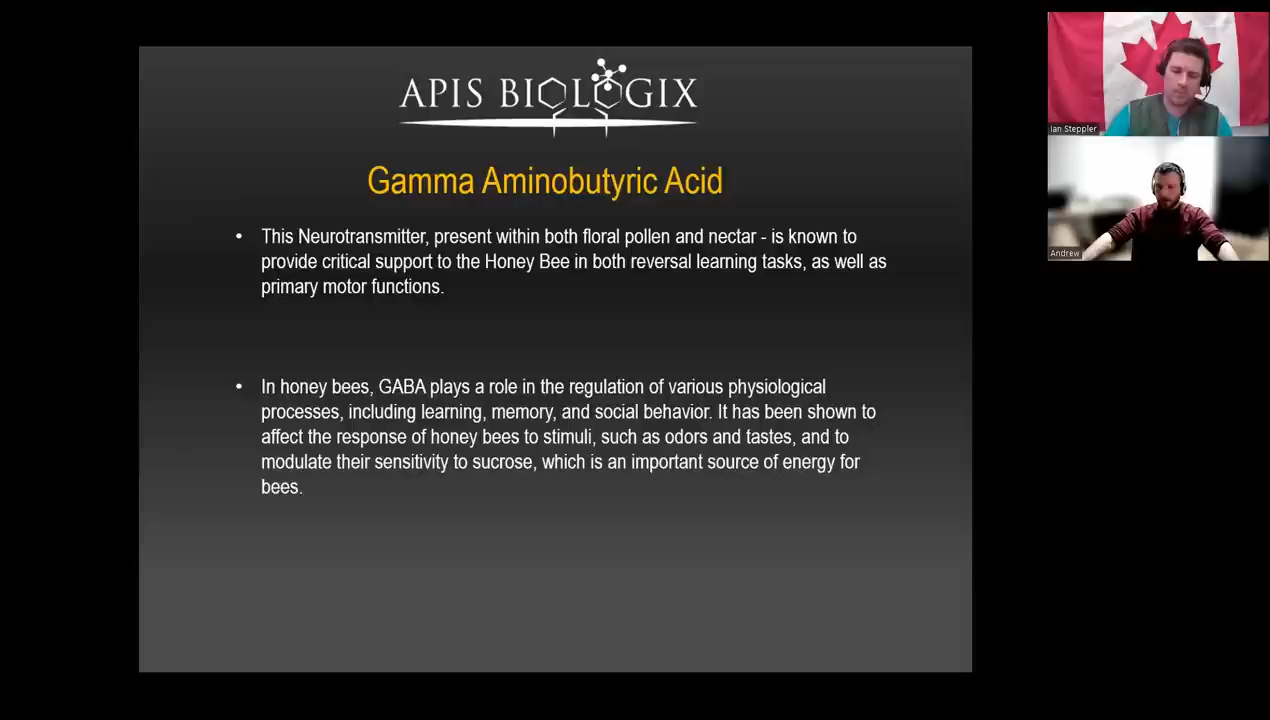 APIS BIOLOGIX
Gamma Aminobutyric Acid
• This Neurotransmitter, present within both floral pollen and nectar - is known to
provide critical support to the Honey Bee in both reversal learning tasks, as well as
primary motor functions.
• In honey bees, GABA plays a role in the regulation of various physiological
processes, including learning, memory, and social behavior. It has been shown to
affect the response of honey bees to stimuli, such as odors and tastes, and to
modulate their sensitivity to sucrose, which is an important source of energy for
bees.
Ian Steppler
Andrew